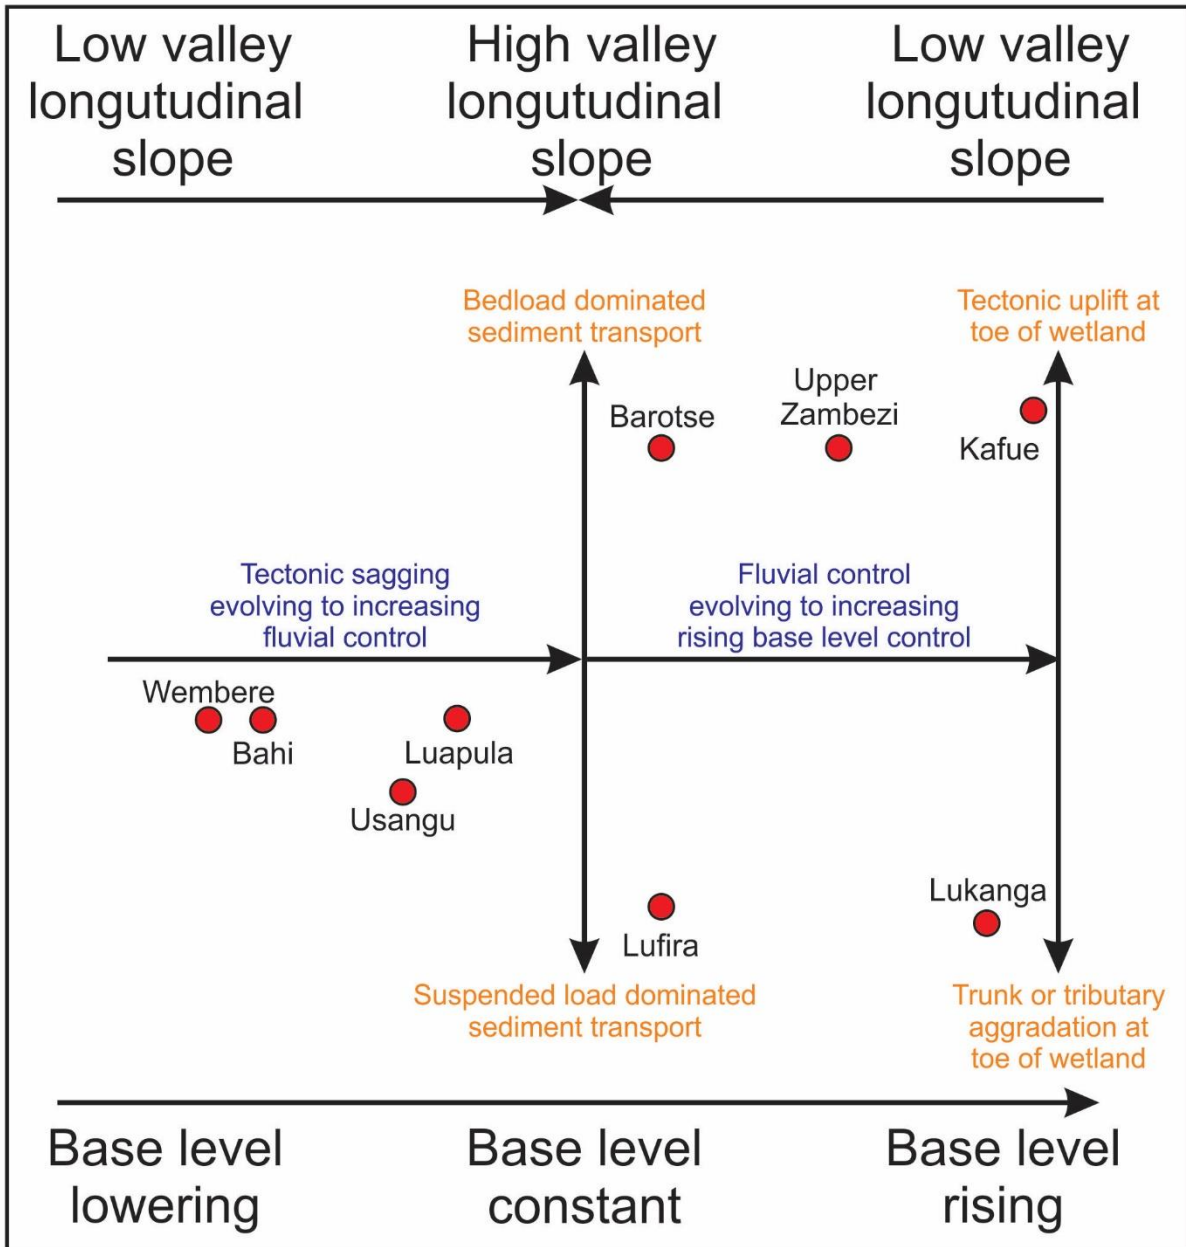 Low valley
longutudinal
slope
High valley
longutudinal
slope
Low valley
longutudinal
slope
Bedload dominated
sediment transport
Tectonic uplift at
toe of wetland
Barotse
Upper
Zambezi
Kafue
Tectonic sagging
evolving to increasing
fluvial control
Fluvial control
evolving to increasing
rising base level control
Wembere
Bahi
Luapula
Usangu
Lufira
Lukanga
Suspended load dominated
sediment transport
Trunk or tributary
aggradation at
toe of wetland
Base level
lowering
Base level
constant
Base level
rising